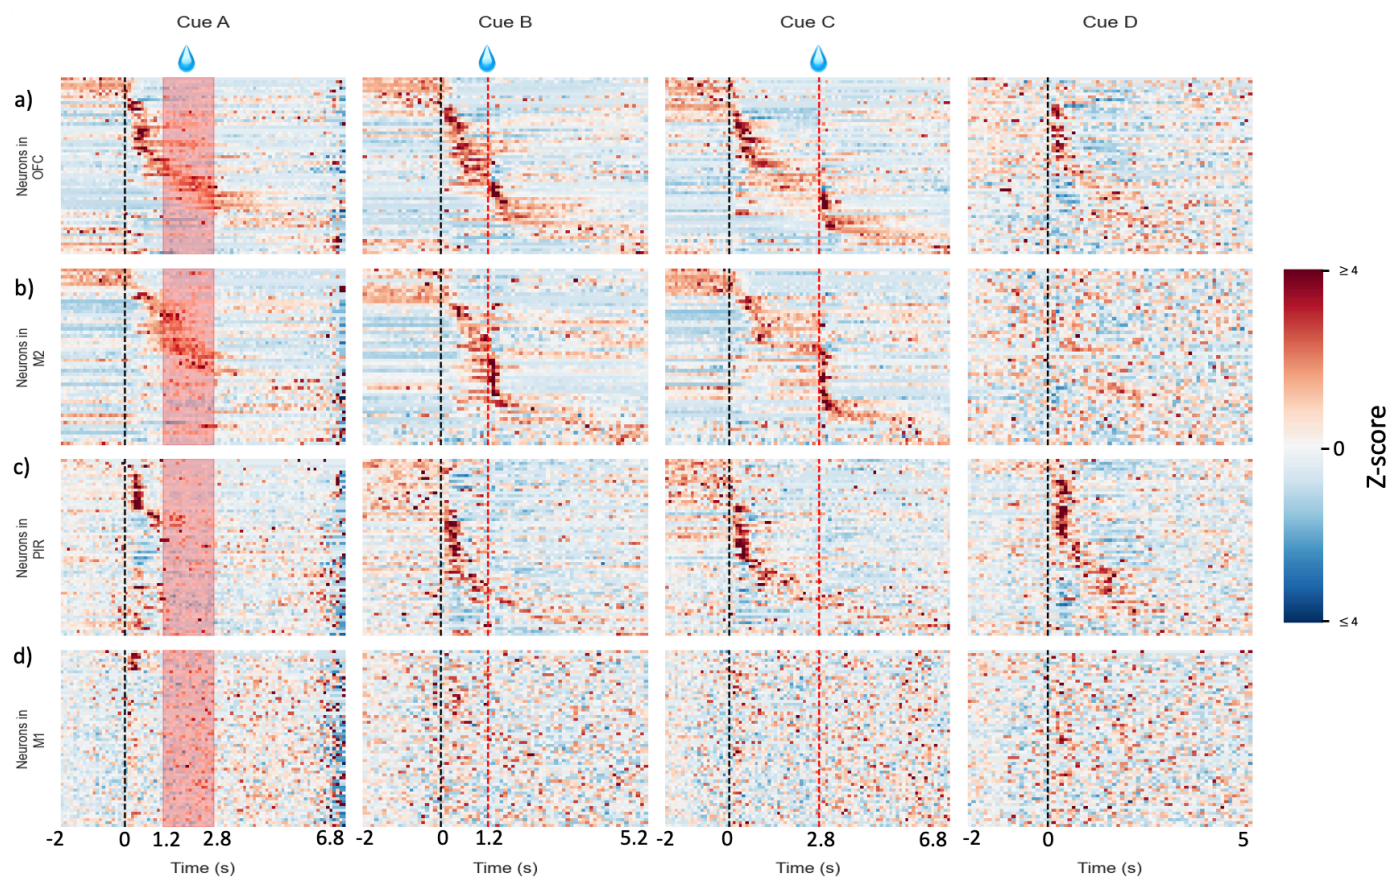 Cue A
Cue B
Cue C
Cue D
a)
Neurons in
OFC
b)
Neurons in
M2
c)
Neurons in
PIR
d)
Neurons in
M1
≥ 4
0
≤ 4
Z-score
-2 0 1.2 2.8 6.8
-2 0 1.2 5.2
-2 0 2.8 6.8
-2 0 5
Time (s)
Time (s)
Time (s)
Time (s)